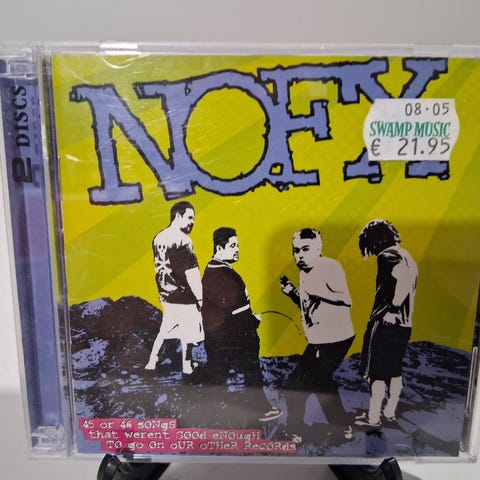 2 DISCS
NOFX
08·05
SWAMP MUSIC
€ 21.95
45 or 46 sONgS
that werent GOOd eNOugH
TO go On oUR oTHeR ReCORds